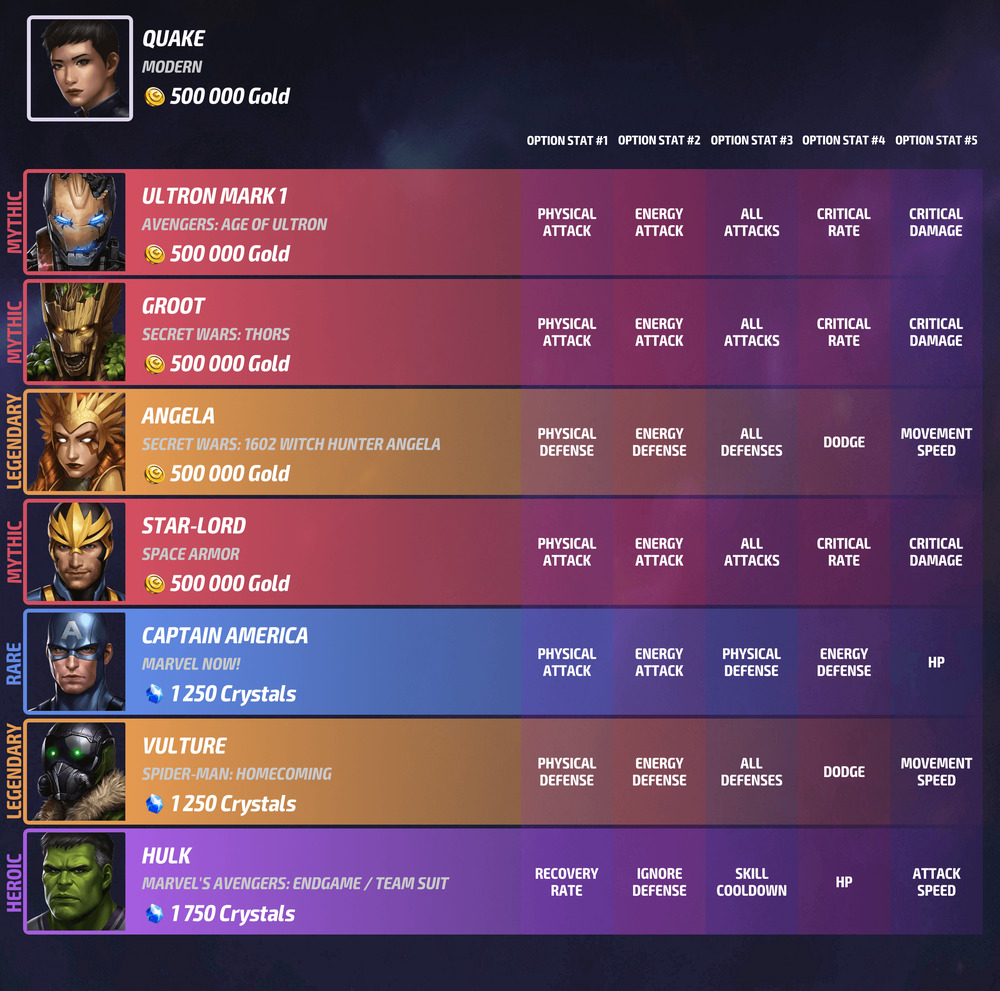 QUAKE
MODERN
500 000 Gold
OPTION STAT #1 OPTION STAT #2 OPTION STAT #3 OPTION STAT #4 OPTION STAT #5
MYTHIC
ULTRON MARK 1
AVENGERS: AGE OF ULTRON
500 000 Gold
PHYSICAL ATTACK
ENERGY ATTACK
ALL ATTACKS
CRITICAL RATE
CRITICAL DAMAGE
MYTHIC
GROOT
SECRET WARS: THORS
500 000 Gold
PHYSICAL ATTACK
ENERGY ATTACK
ALL ATTACKS
CRITICAL RATE
CRITICAL DAMAGE
LEGENDARY
ANGELA
SECRET WARS: 1602 WITCH HUNTER ANGELA
500 000 Gold
PHYSICAL DEFENSE
ENERGY DEFENSE
ALL DEFENSES
DODGE
MOVEMENT SPEED
MYTHIC
STAR-LORD
SPACE ARMOR
500 000 Gold
PHYSICAL ATTACK
ENERGY ATTACK
ALL ATTACKS
CRITICAL RATE
CRITICAL DAMAGE
RARE
CAPTAIN AMERICA
MARVEL NOW!
1 250 Crystals
PHYSICAL ATTACK
ENERGY ATTACK
PHYSICAL DEFENSE
ENERGY DEFENSE
HP
LEGENDARY
VULTURE
SPIDER-MAN: HOMECOMING
1 250 Crystals
PHYSICAL DEFENSE
ENERGY DEFENSE
ALL DEFENSES
DODGE
MOVEMENT SPEED
HEROIC
HULK
MARVEL'S AVENGERS: ENDGAME / TEAM SUIT
1 750 Crystals
RECOVERY RATE
IGNORE DEFENSE
SKILL COOLDOWN
HP
ATTACK SPEED